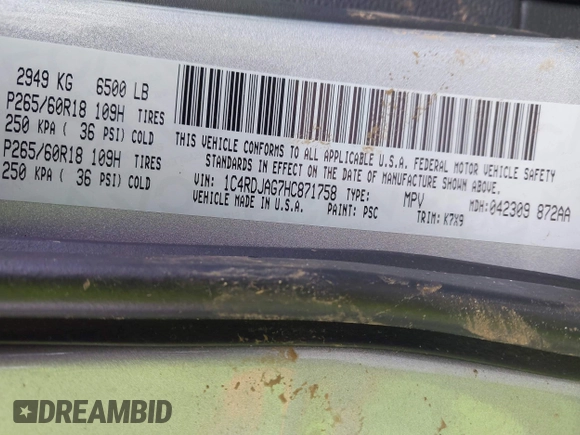 2949 KG 6500 LB
P265/60R18 109H TIRES
250 KPA ( 36 PSI) COLD
P265/60R18 109H TIRES
250 KPA ( 36 PSI) COLD
THIS VEHICLE CONFORMS TO ALL APPLICABLE U.S.A. FEDERAL MOTOR VEHICLE SAFETY
STANDARDS IN EFFECT ON THE DATE OF MANUFACTURE SHOWN ABOVE.
VIN: 1C4RDJAG7HC871758 TYPE: MPV MDH: 042309 872AA
VEHICLE MADE IN U.S.A. PAINT: PSC TRIM: K7X9
DREAMBID